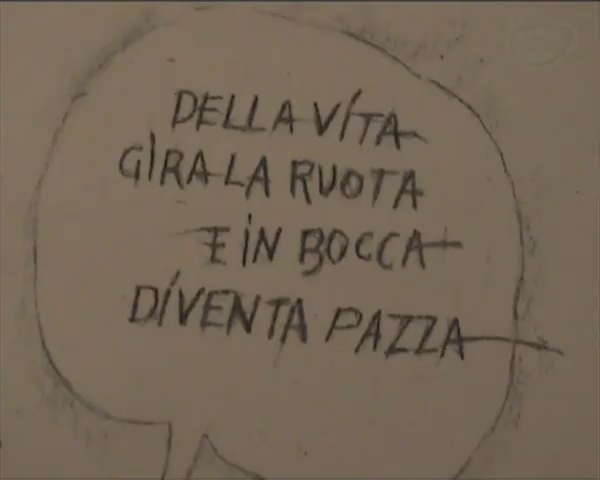 DELLA VITA
GIRA LA RUOTA
E IN BOCCA
DIVENTA PAZZA